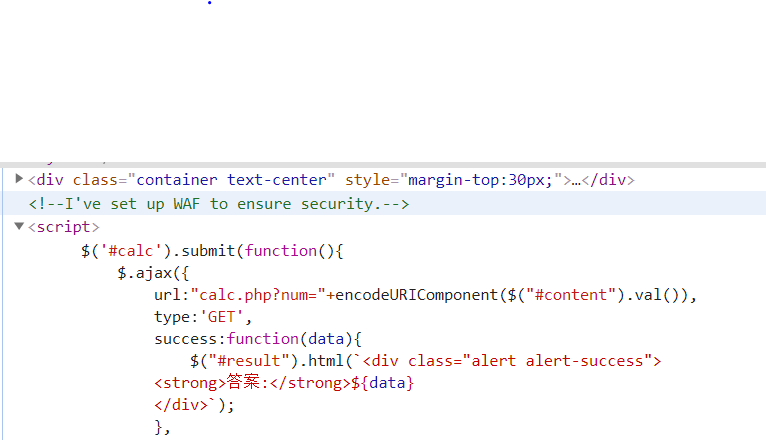 <div class="container text-center" style="margin-top:30px;">…</div>
<!--I've set up WAF to ensure security.-->
<script>
$('#calc').submit(function(){
$.ajax({
url:"calc.php?num="+encodeURIComponent($("#content").val()),
type:'GET',
success:function(data){
$("#result").html(`<div class="alert alert-success">
<strong>答案:</strong>${data}
</div>`);
},